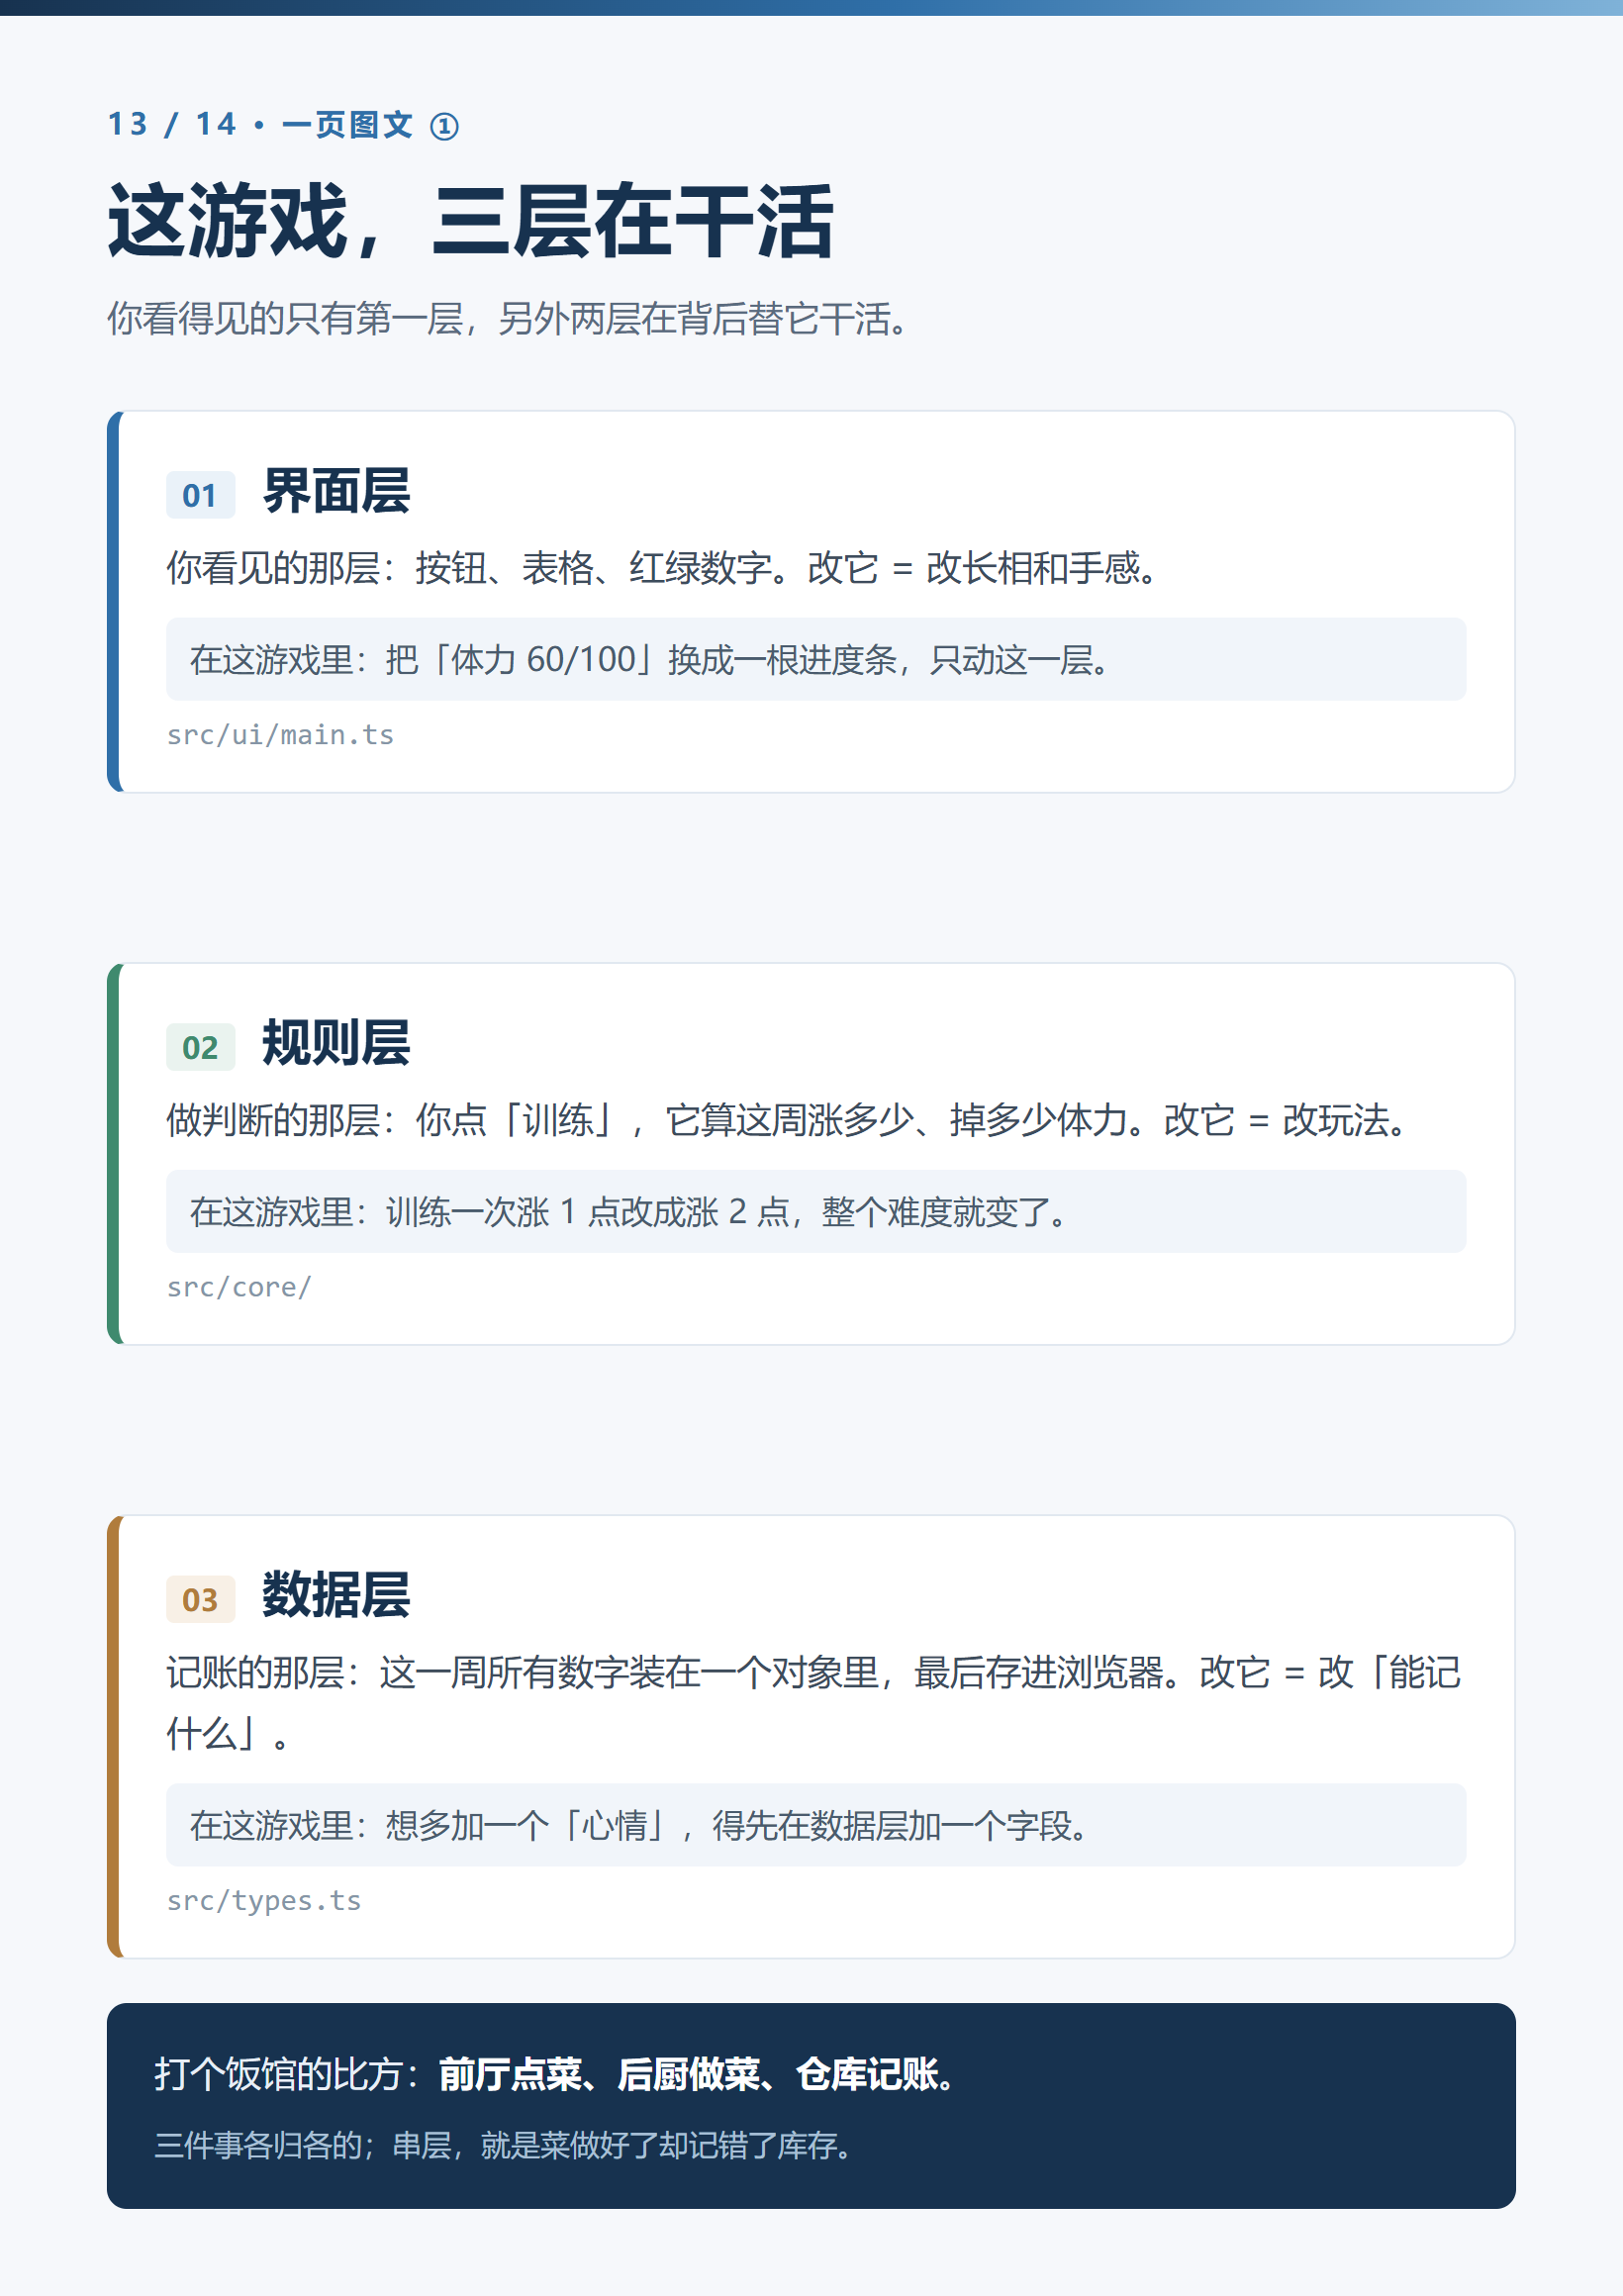 13 / 14 · 一页图文 ①
这游戏，三层在干活
你看得见的只有第一层，另外两层在背后替它干活。
01 界面层
你看见的那层：按钮、表格、红绿数字。改它 = 改长相和手感。
在这游戏里：把「体力 60/100」换成一根进度条，只动这一层。
src/ui/main.ts
02 规则层
做判断的那层：你点「训练」，它算这周涨多少、掉多少体力。改它 = 改玩法。
在这游戏里：训练一次涨 1 点改成涨 2 点，整个难度就变了。
src/core/
03 数据层
记账的那层：这一周所有数字装在一个对象里，最后存进浏览器。改它 = 改「能记
什么」。
在这游戏里：想多加一个「心情」，得先在数据层加一个字段。
src/types.ts
打个饭馆的比方：前厅点菜、后厨做菜、仓库记账。
三件事各归各的；串层，就是菜做好了却记错了库存。